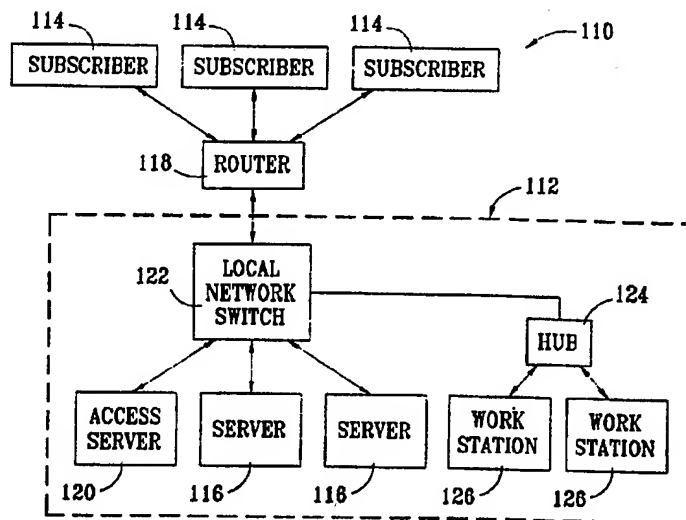 114
114
114
110
SUBSCRIBER
SUBSCRIBER
SUBSCRIBER
118
ROUTER
112
122
LOCAL
NETWORK
SWITCH
124
HUB
ACCESS
SERVER
SERVER
SERVER
WORK
STATION
WORK
STATION
120
116
116
126
126